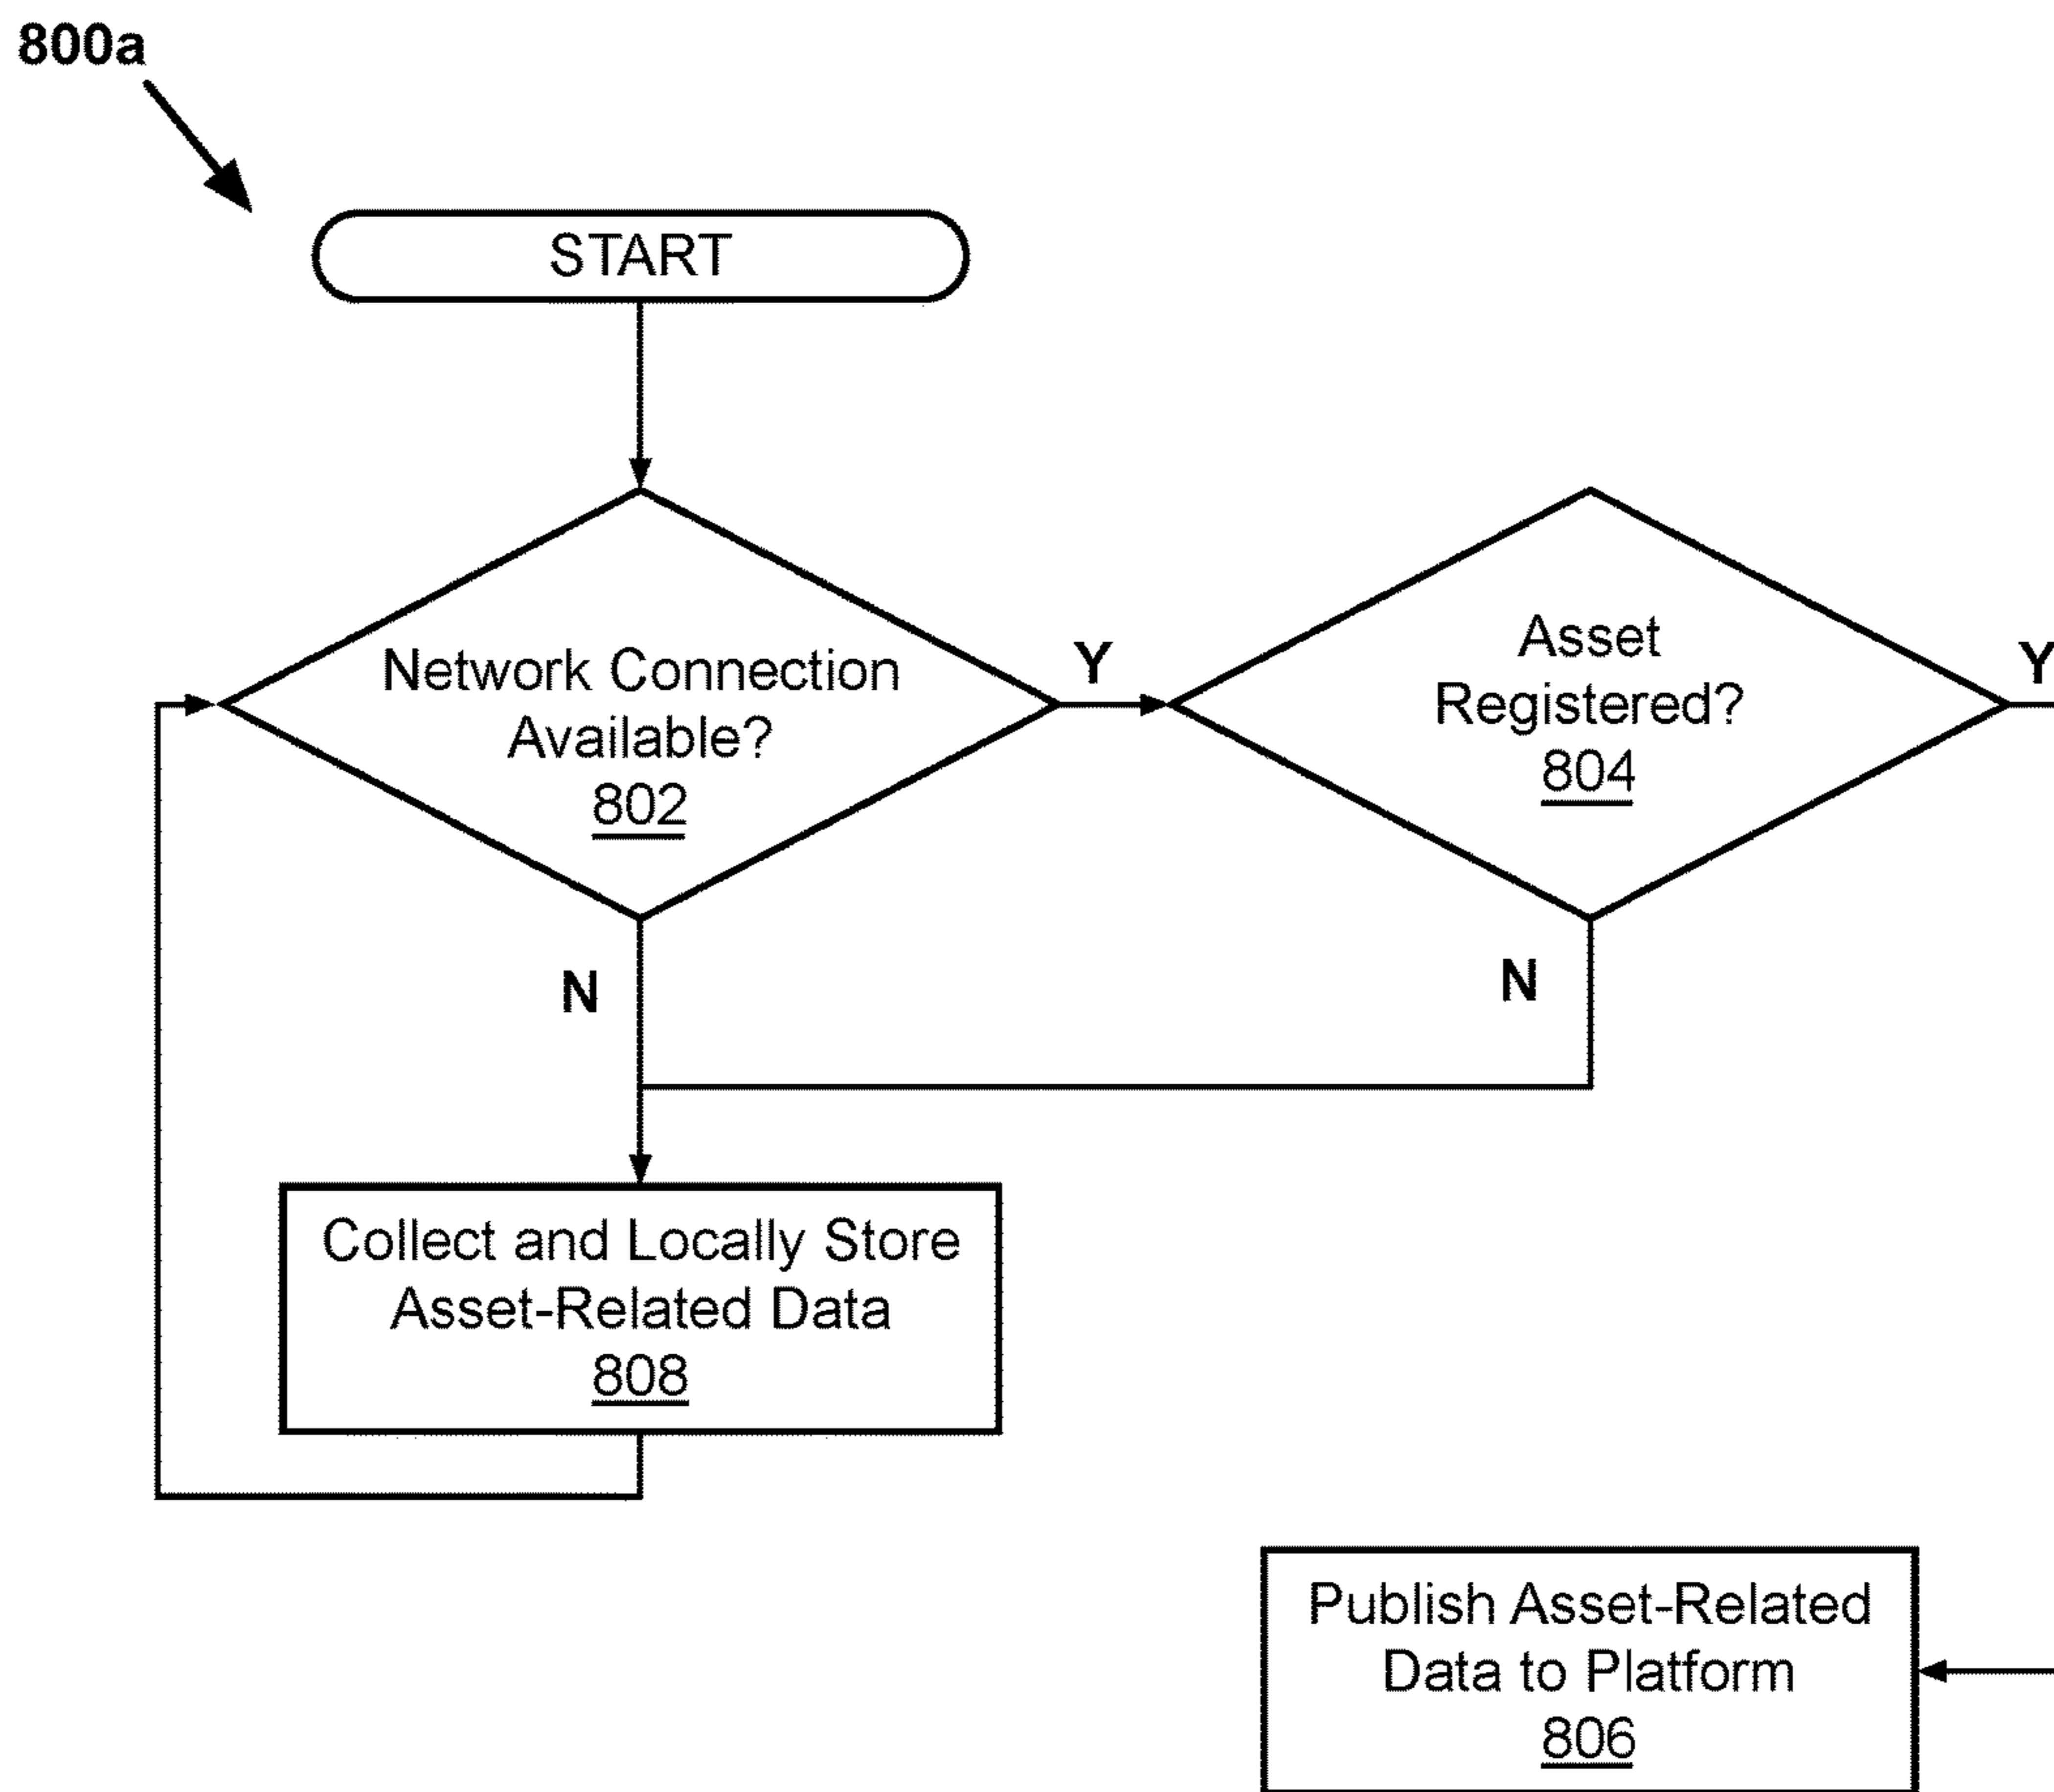 800a
START
Network Connection
Available?
802
Y
Asset
Registered?
804
Y
N
N
Collect and Locally Store
Asset-Related Data
808
Publish Asset-Related
Data to Platform
806